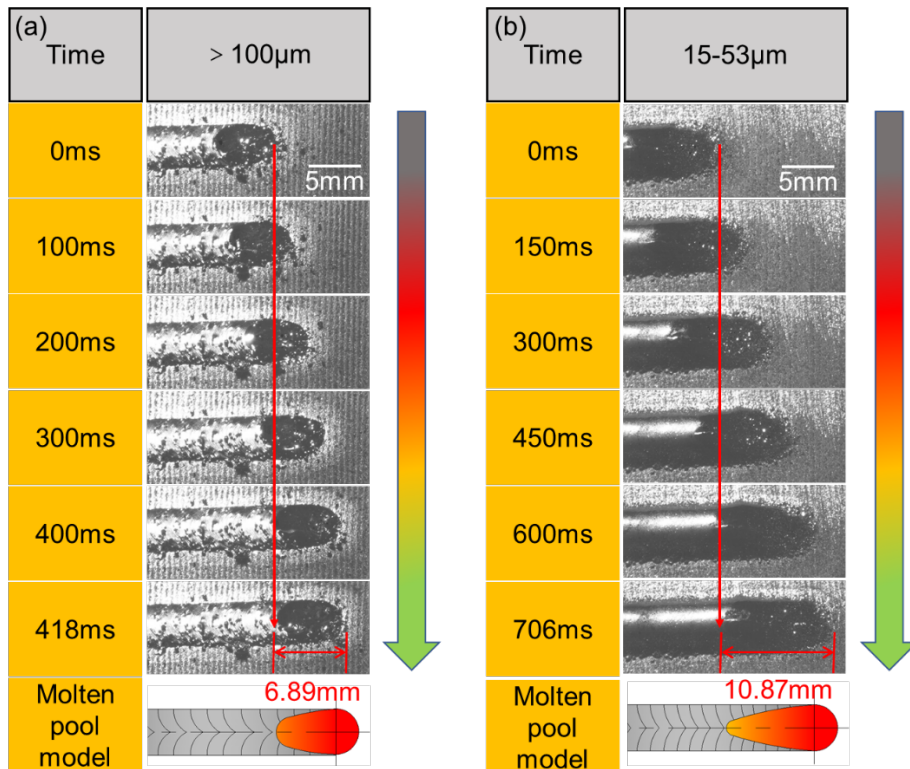 (a)
Time
> 100μm
0ms
5mm
100ms
200ms
300ms
400ms
418ms
6.89mm
Molten
pool
model
(b)
Time
15-53μm
0ms
5mm
150ms
300ms
450ms
600ms
706ms
10.87mm
Molten
pool
model